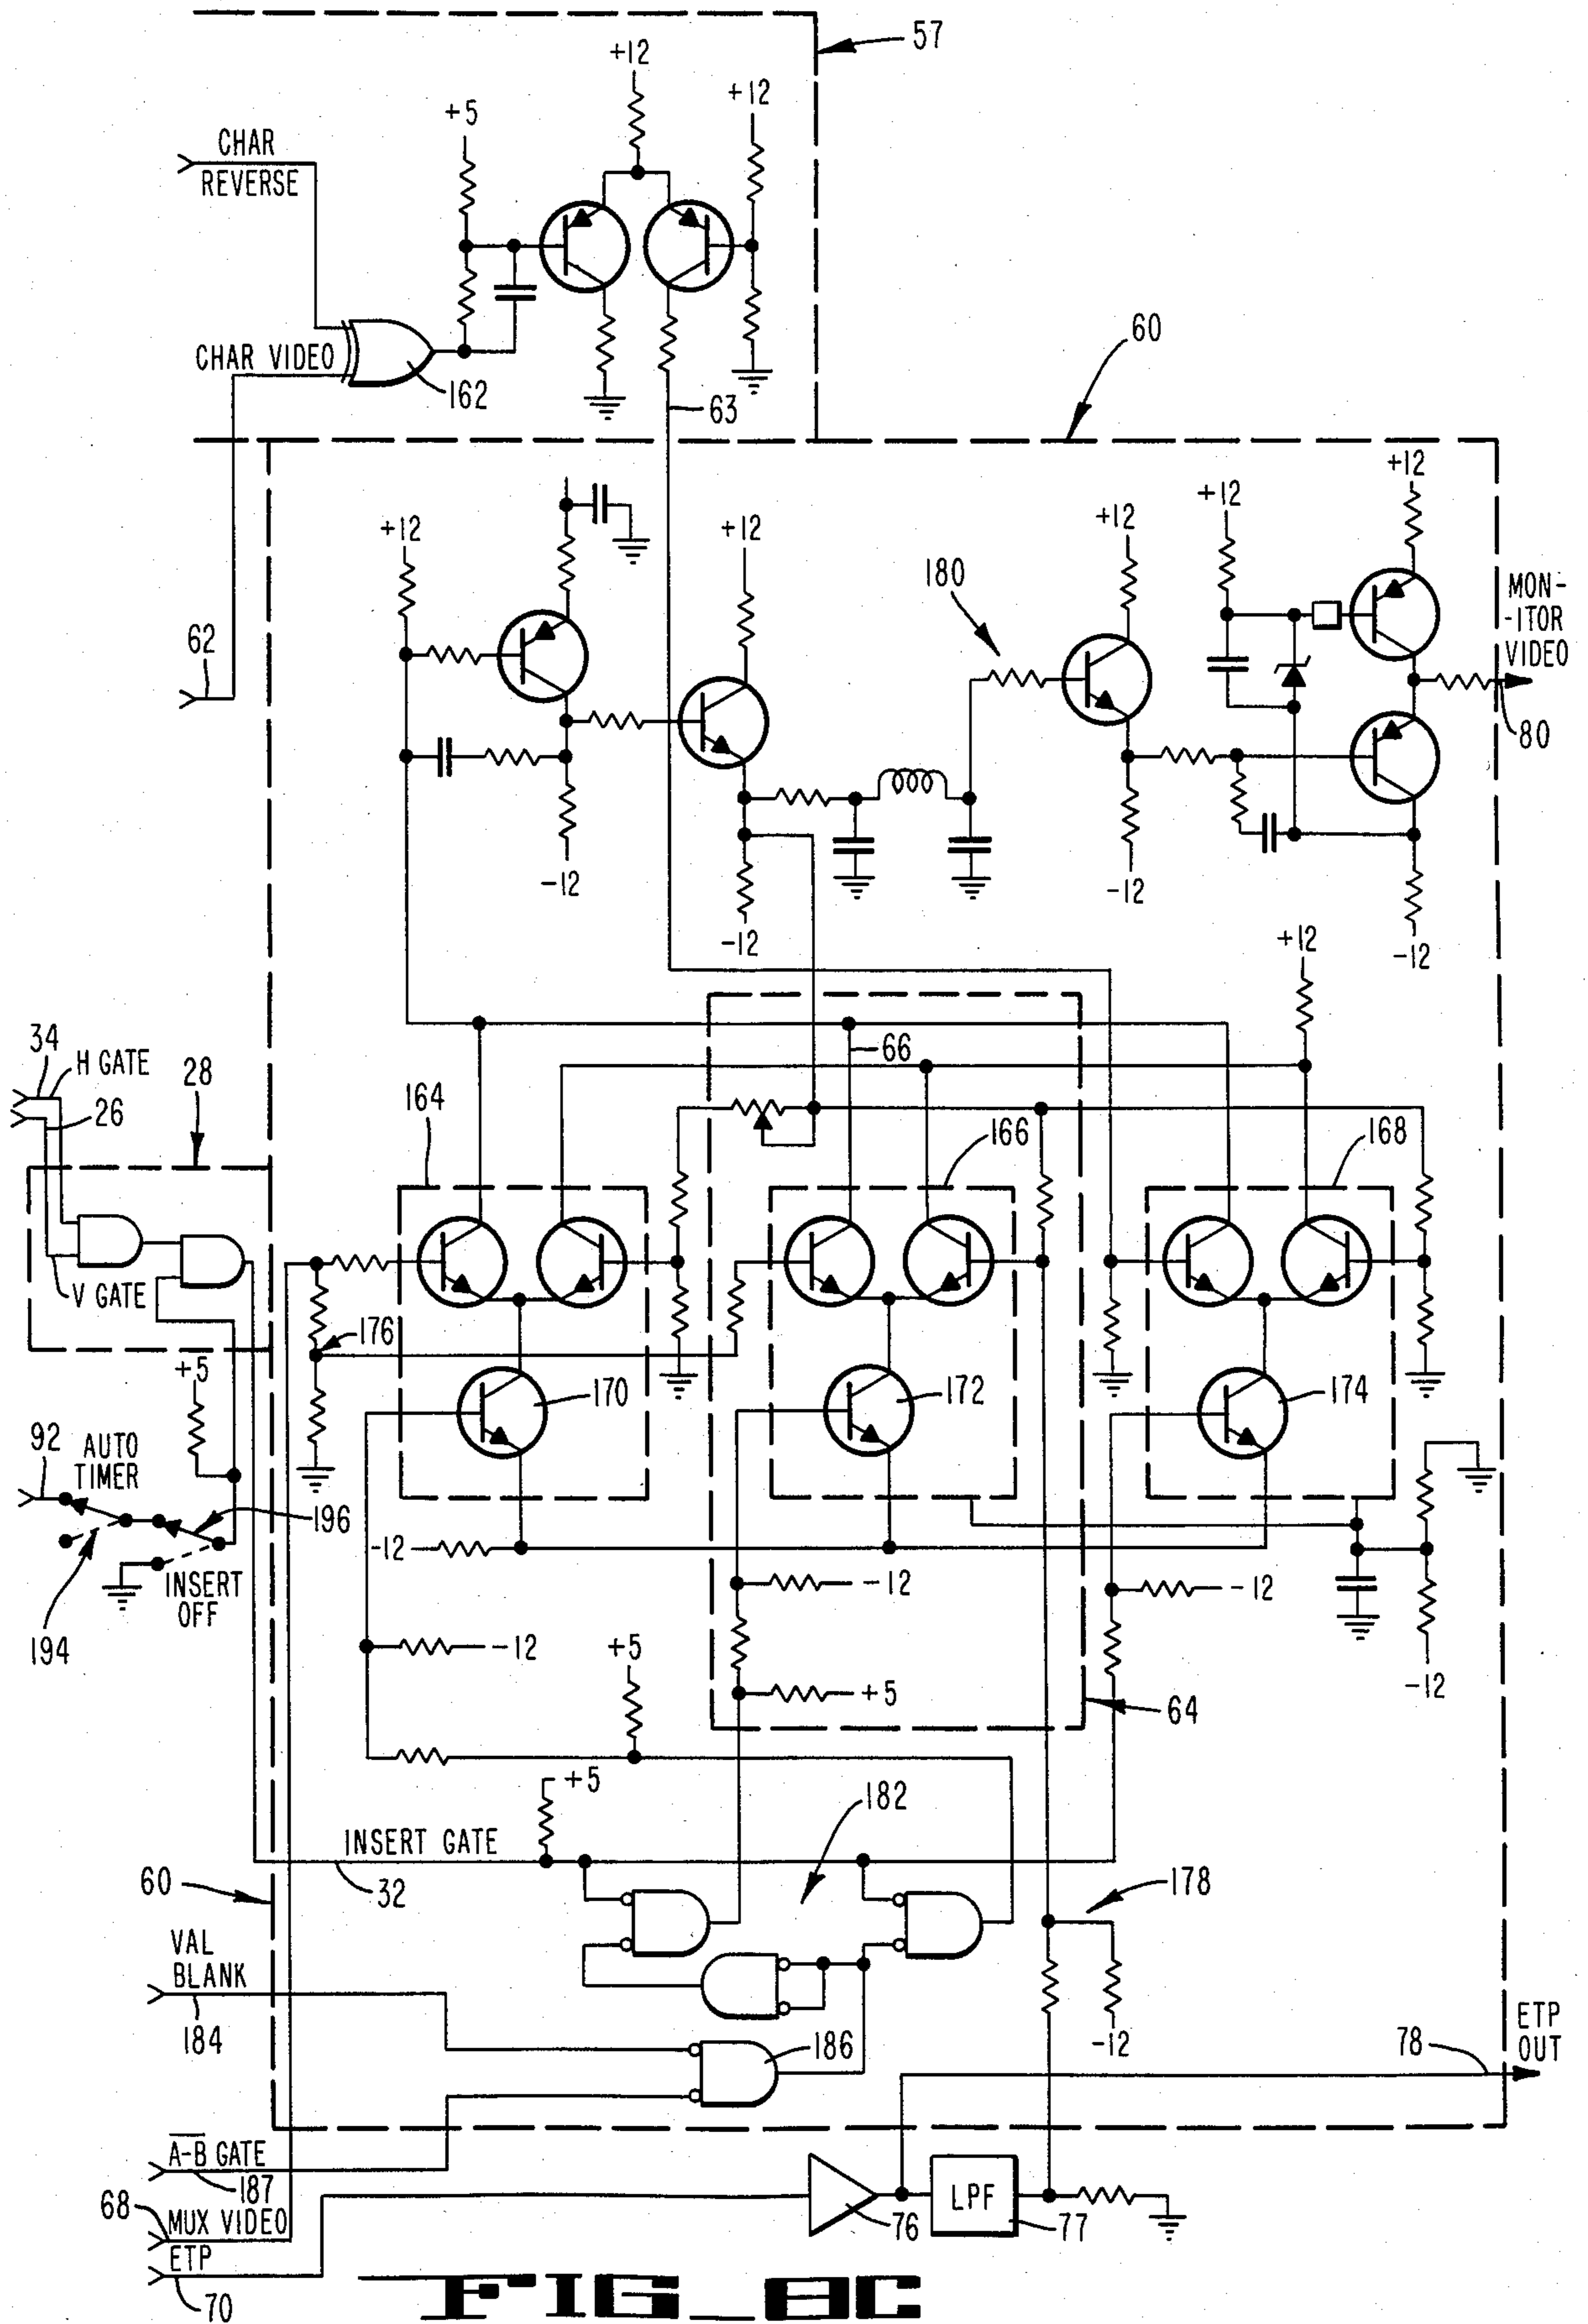 57
+12
+12
+5
CHAR
REVERSE
60
CHAR VIDEO
162
63
+12
+12
+12
+12
+12
180
MON-
-ITOR
VIDEO
62
80
-12
-12
-12
-12
+12
34
H GATE
28
66
26
164
166
168
V GATE
176
+5
170
172
174
92
AUTO
TIMER
196
-12
INSERT
OFF
-12
-12
194
-12
+5
-12
+5
64
+5
182
INSERT GATE
60
32
178
VAL
BLANK
184
-12
ETP
OUT
186
78
A-B GATE
187
68
MUX VIDEO
LPF
76
77
ETP
70
FIG_8C